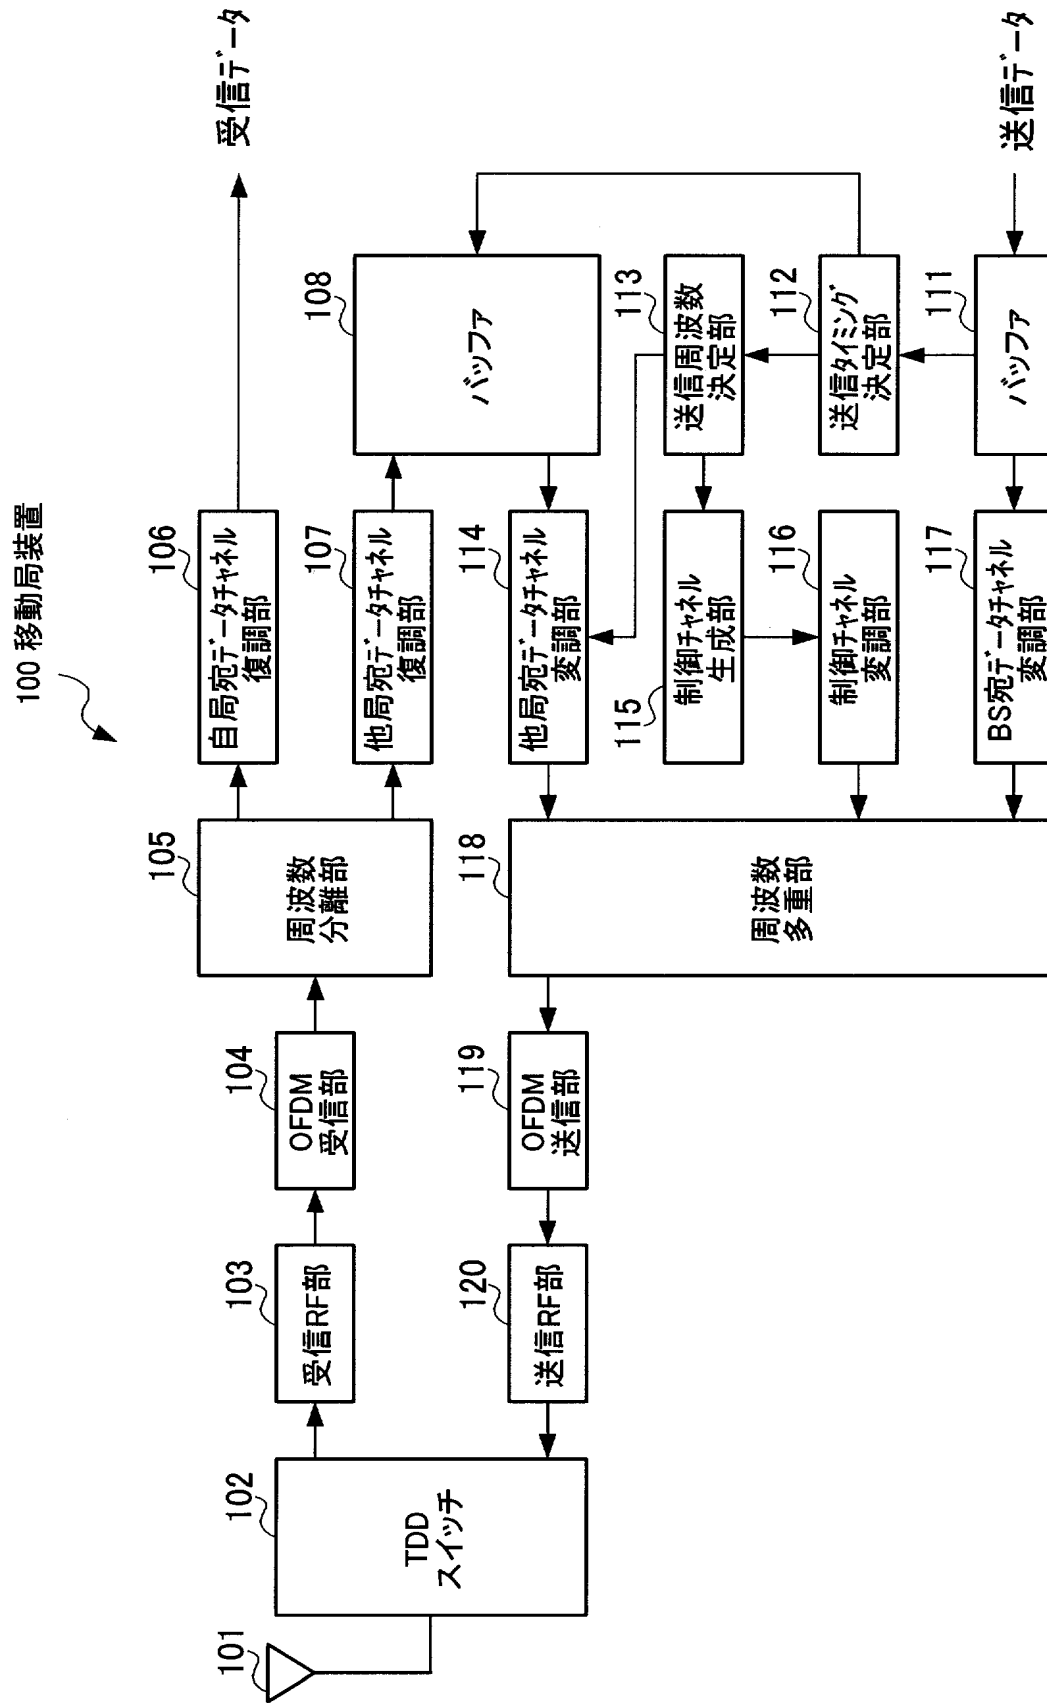 100 移動局装置
101
102
TDD
スイッチ
103
受信RF部
104
OFDM
受信部
105
周波数
分離部
106
自局宛データチャネル
復調部
受信データ
107
他局宛データチャネル
復調部
108
バッファ
120
送信RF部
119
OFDM
送信部
118
周波数
多重部
114
他局宛データチャネル
変調部
115
制御チャネル
生成部
113
送信周波数
決定部
116
制御チャネル
変調部
112
送信タイミング
決定部
117
BS宛データチャネル
変調部
111
バッファ
送信データ